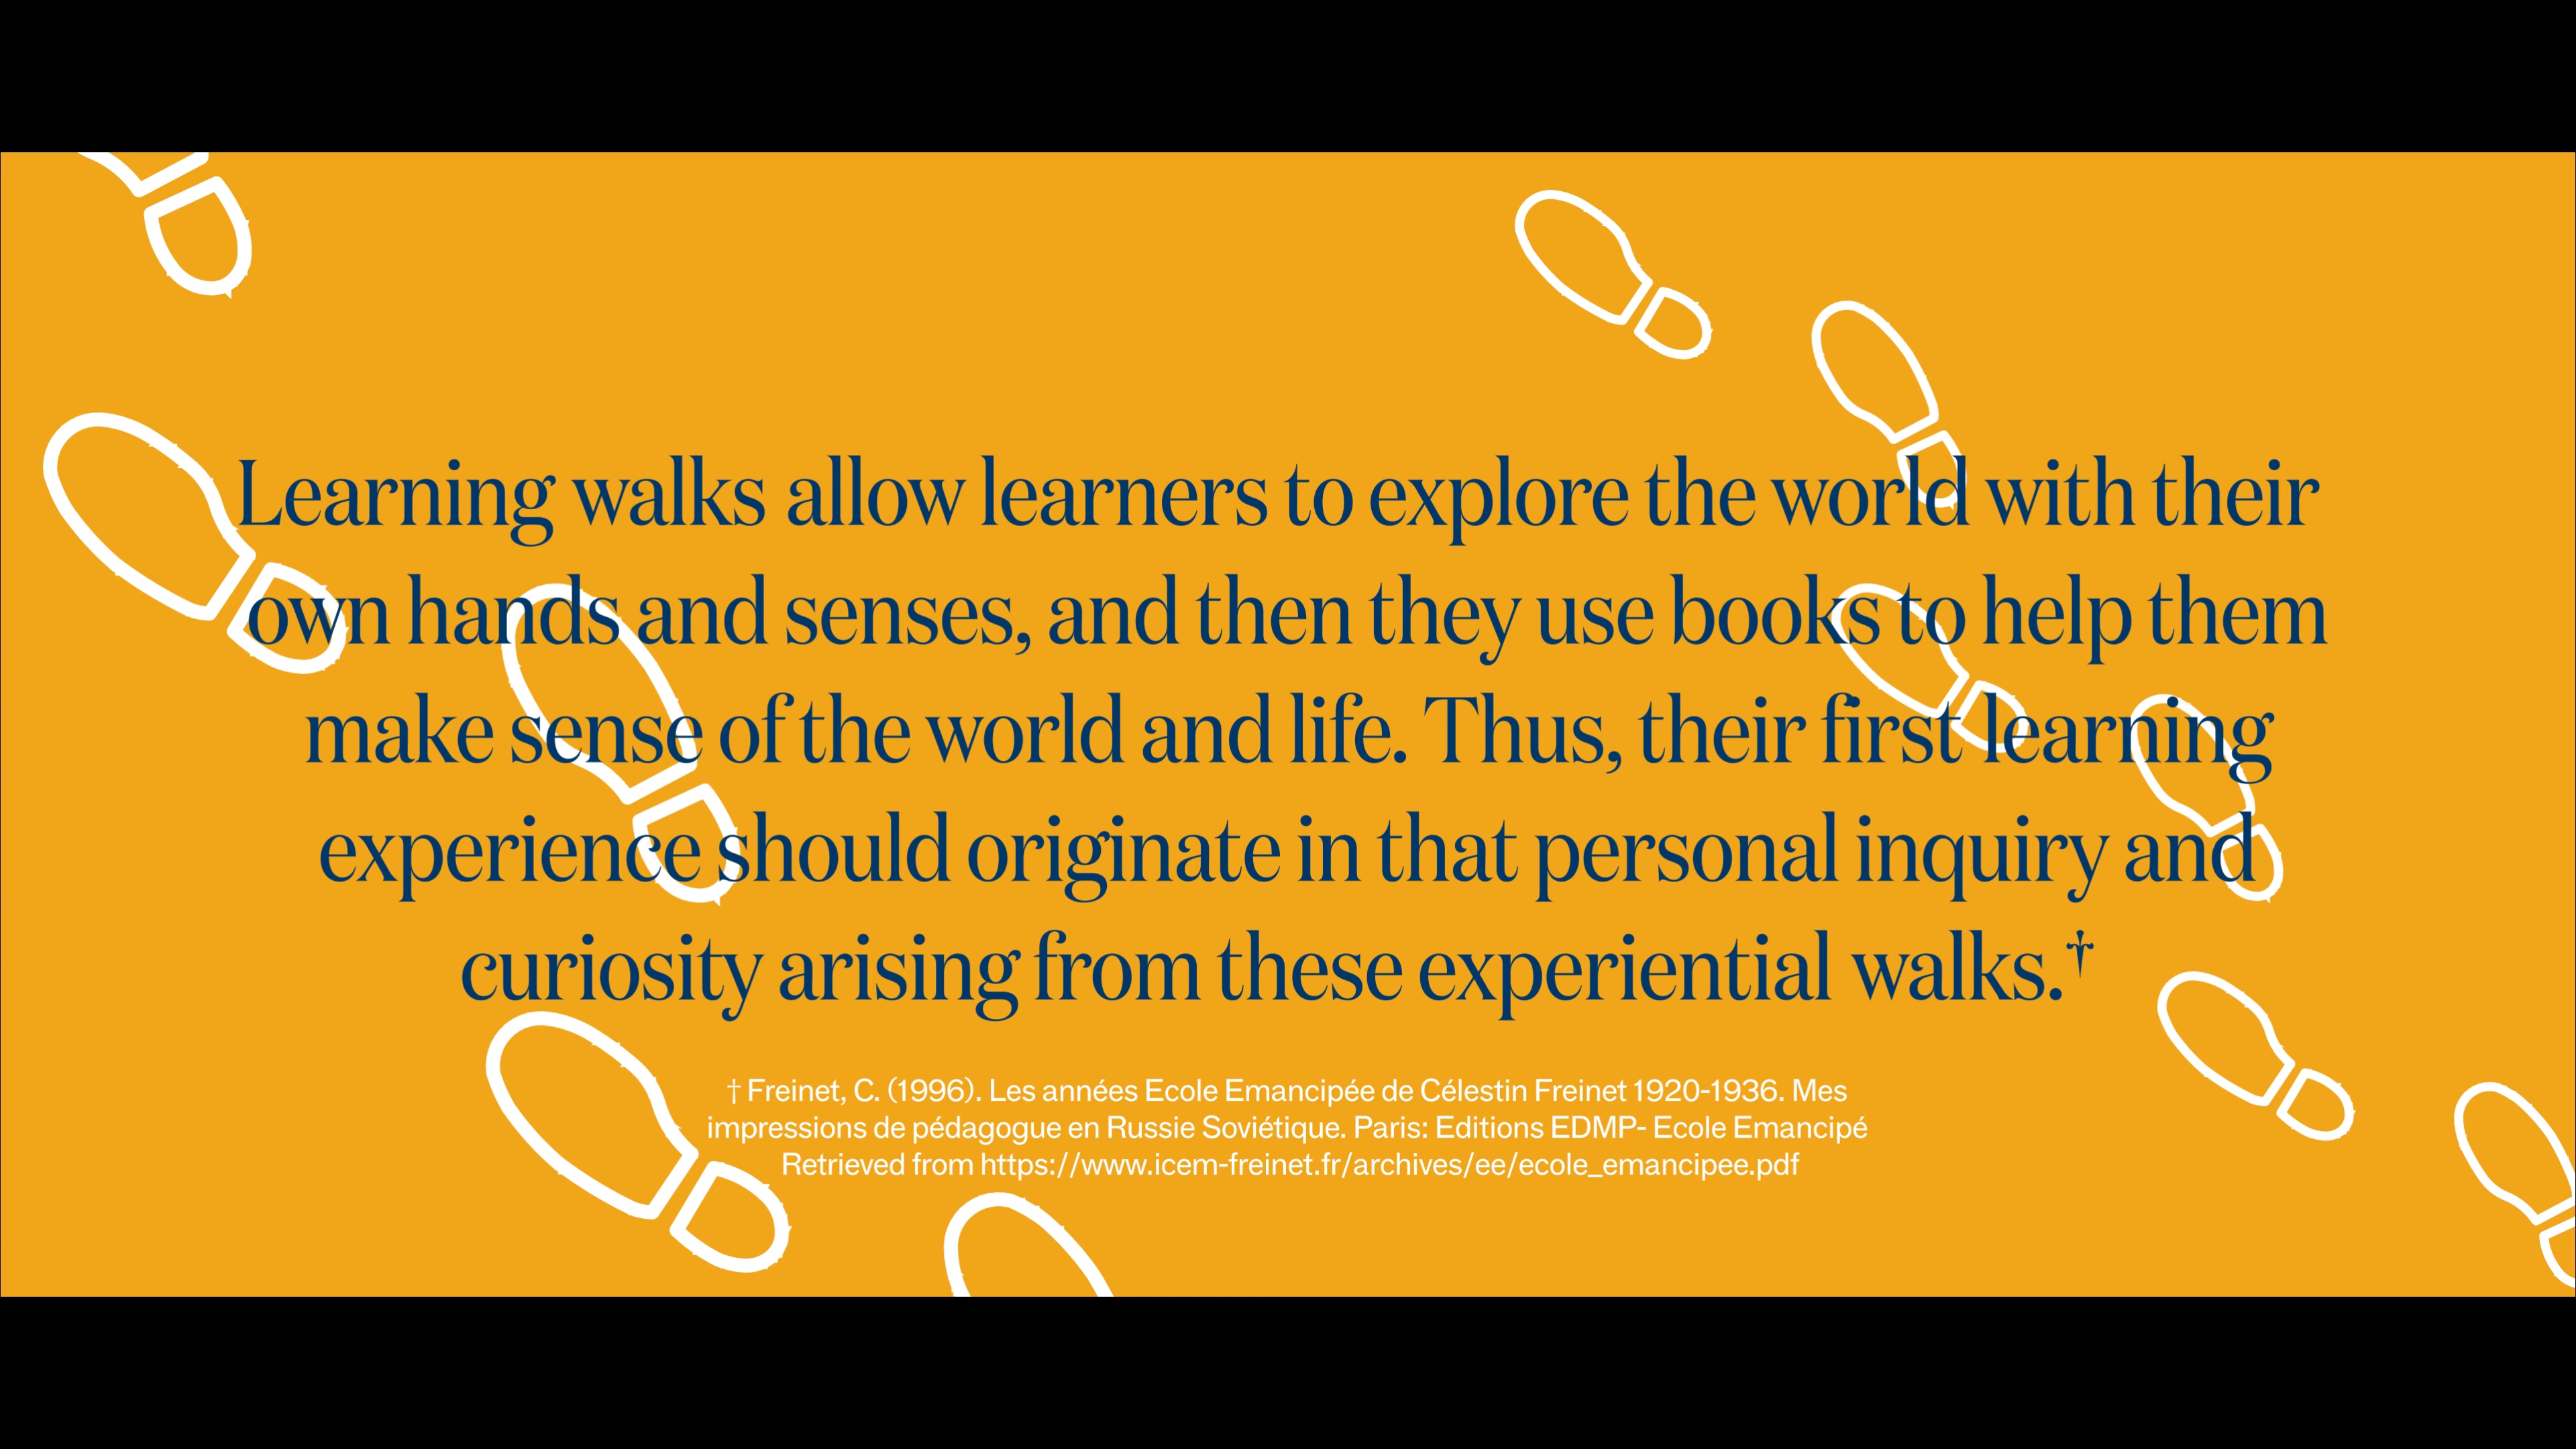 Learning walks allow learners to explore the world with their
own hands and senses, and then they use books to help them
make sense of the world and life. Thus, their first learning
experience should originate in that personal inquiry and
curiosity arising from these experiential walks.†
† Freinet, C. (1996). Les années Ecole Emancipée de Célestin Freinet 1920-1936. Mes
impressions de pédagogue en Russie Soviétique. Paris: Editions EDMP- Ecole Emancipé
Retrieved from https://www.icem-freinet.fr/archives/ee/ecole_emancipee.pdf